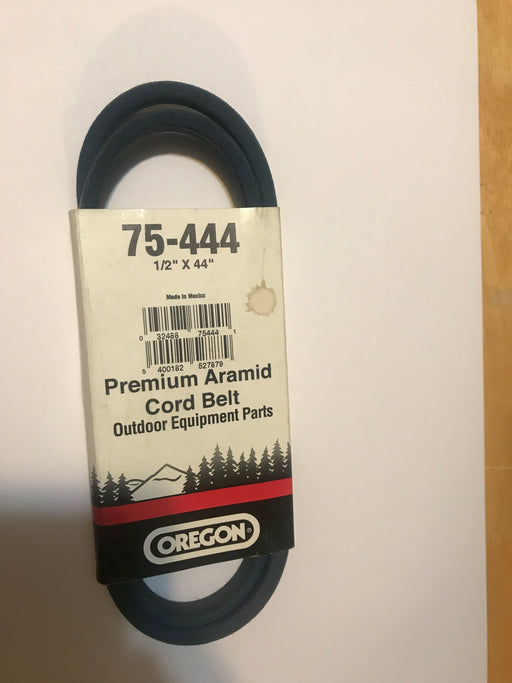 75-444
1/2" X 44"
Made in Mexico
0 32488 75444 1
5 400182 527879
Premium Aramid
Cord Belt
Outdoor Equipment Parts
OREGON®